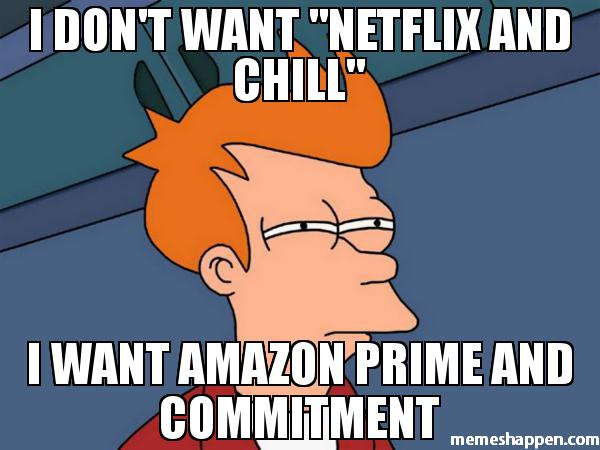 I DON'T WANT "NETFLIX AND
CHILL"
I WANT AMAZON PRIME AND
COMMITMENT
memeshappen.com